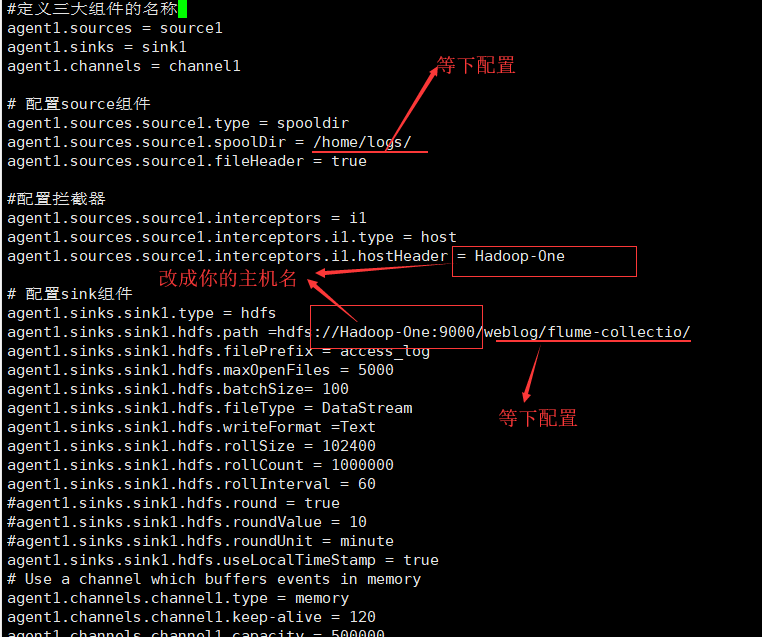 #定义三大组件的名称
agent1.sources = source1
agent1.sinks = sink1
agent1.channels = channel1
等下配置
# 配置source组件
agent1.sources.source1.type = spooldir
agent1.sources.source1.spoolDir = /home/logs/
agent1.sources.source1.fileHeader = true
#配置拦截器
agent1.sources.source1.interceptors = i1
agent1.sources.source1.interceptors.i1.type = host
agent1.sources.source1.interceptors.i1.hostHeader = Hadoop-One
改成你的主机名
# 配置sink组件
agent1.sinks.sink1.type = hdfs
agent1.sinks.sink1.hdfs.path =hdfs://Hadoop-One:9000/weblog/flume-collectio/
agent1.sinks.sink1.hdfs.filePrefix = access_log
agent1.sinks.sink1.hdfs.maxOpenFiles = 5000
agent1.sinks.sink1.hdfs.batchSize= 100
agent1.sinks.sink1.hdfs.fileType = DataStream
等下配置
agent1.sinks.sink1.hdfs.writeFormat =Text
agent1.sinks.sink1.hdfs.rollSize = 102400
agent1.sinks.sink1.hdfs.rollCount = 1000000
agent1.sinks.sink1.hdfs.rollInterval = 60
#agent1.sinks.sink1.hdfs.round = true
#agent1.sinks.sink1.hdfs.roundValue = 10
#agent1.sinks.sink1.hdfs.roundUnit = minute
agent1.sinks.sink1.hdfs.useLocalTimeStamp = true
# Use a channel which buffers events in memory
agent1.channels.channel1.type = memory
agent1.channels.channel1.keep-alive = 120
agent1.channels.channel1.capacity = 500000